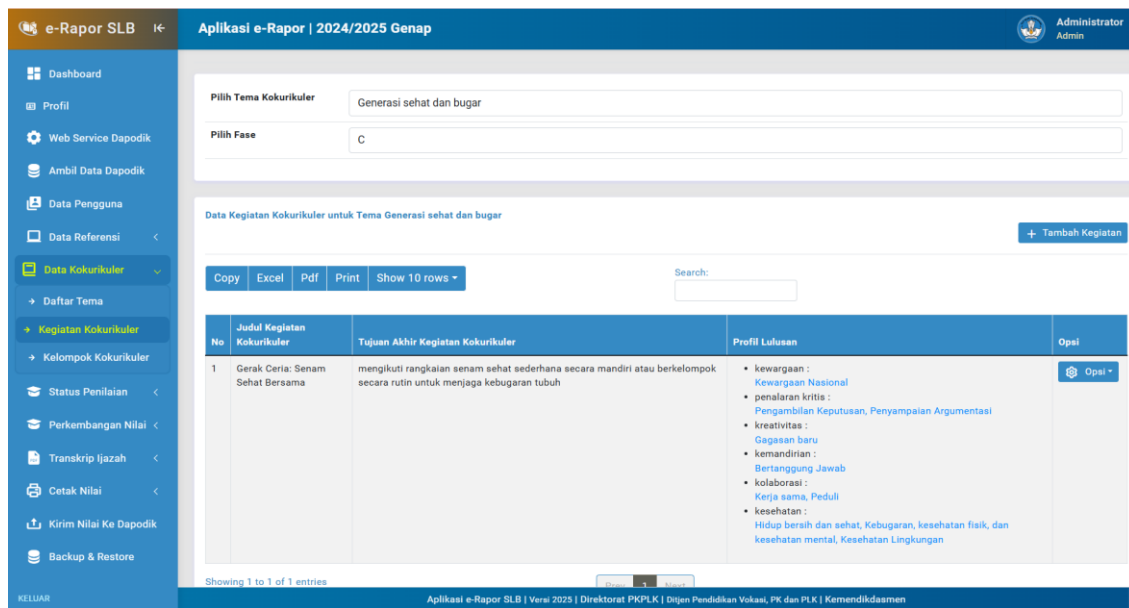 e-Rapor SLB
Aplikasi e-Rapor | 2024/2025 Genap
Administrator
Admin
Dashboard
Profil
Web Service Dapodik
Ambil Data Dapodik
Data Pengguna
Data Referensi
Data Kokurikuler
Daftar Tema
Kegiatan Kokurikuler
Kelompok Kokurikuler
Status Penilaian
Perkembangan Nilai
Transkrip Ijazah
Cetak Nilai
Kirim Nilai Ke Dapodik
Backup & Restore
KELUAR
Pilih Tema Kokurikuler
Generasi sehat dan bugar
Pilih Fase
C
Data Kegiatan Kokurikuler untuk Tema Generasi sehat dan bugar
+ Tambah Kegiatan
Copy Excel Pdf Print Show 10 rows
Search:
No Judul Kegiatan Kokurikuler Tujuan Akhir Kegiatan Kokurikuler Profil Lulusan Opsi
1 Gerak Ceria: Senam
Sehat Bersama
mengikuti rangkaian senam sehat sederhana secara mandiri atau berkelompok
secara rutin untuk menjaga kebugaran tubuh
• kewargaan :
Kewargaan Nasional
• penalaran kritis :
Pengambilan Keputusan, Penyampaian Argumentasi
• kreativitas :
Gagasan baru
• kemandirian :
Bertanggung Jawab
• kolaborasi :
Kerja sama, Peduli
• kesehatan :
Hidup bersih dan sehat, Kebugaran, kesehatan fisik, dan
kesehatan mental, Kesehatan Lingkungan
Opsi
Showing 1 to 1 of 1 entries
Prev 1 Next
Aplikasi e-Rapor SLB | Versi 2025 | Direktorat PKPLK | Ditjen Pendidikan Vokasi, PK dan PLK | Kemendikdasmen